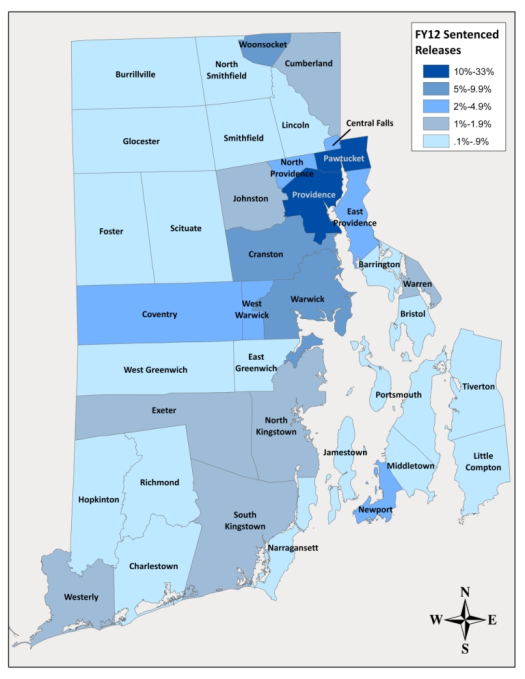 FY12 Sentenced
Releases
10%-33%
5%-9.9%
2%-4.9%
1%-1.9%
.1%-.9%
Woonsocket
Burrillville
North
Smithfield
Cumberland
Glocester
Smithfield
Lincoln
Central Falls
North
Providence
Pawtucket
Foster
Scituate
Johnston
Providence
East
Providence
Cranston
Barrington
Warren
Coventry
West
Warwick
Warwick
Bristol
West Greenwich
East
Greenwich
Tiverton
Portsmouth
Exeter
North
Kingstown
Jamestown
Middletown
Little
Compton
Hopkinton
Richmond
Newport
South
Kingstown
Narragansett
Charlestown
Westerly
N
W
E
S